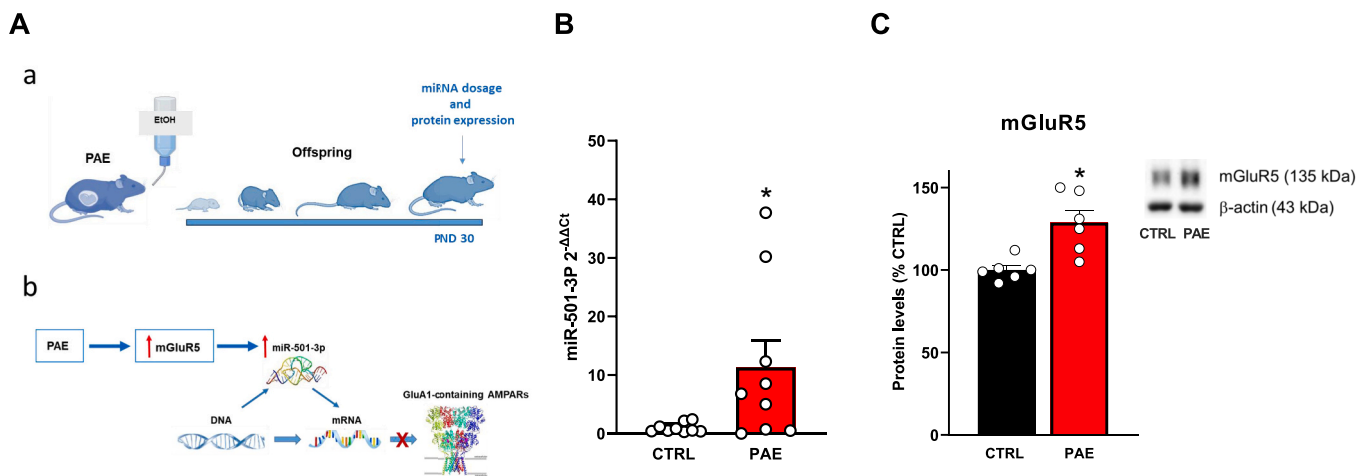 A
a
EtOH
PAE
Offspring
miRNA dosage
and
protein expression
PND 30
b
PAE
mGluR5
miR-501-3p
DNA
mRNA
X
GluA1-containing AMPARs
B
miR-501-3P 2^-ΔΔCt
50
40
30
20
10
0
*
CTRL
PAE
C
mGluR5
Protein levels (% CTRL)
150
100
50
0
*
CTRL
PAE
mGluR5 (135 kDa)
β-actin (43 kDa)
CTRL PAE